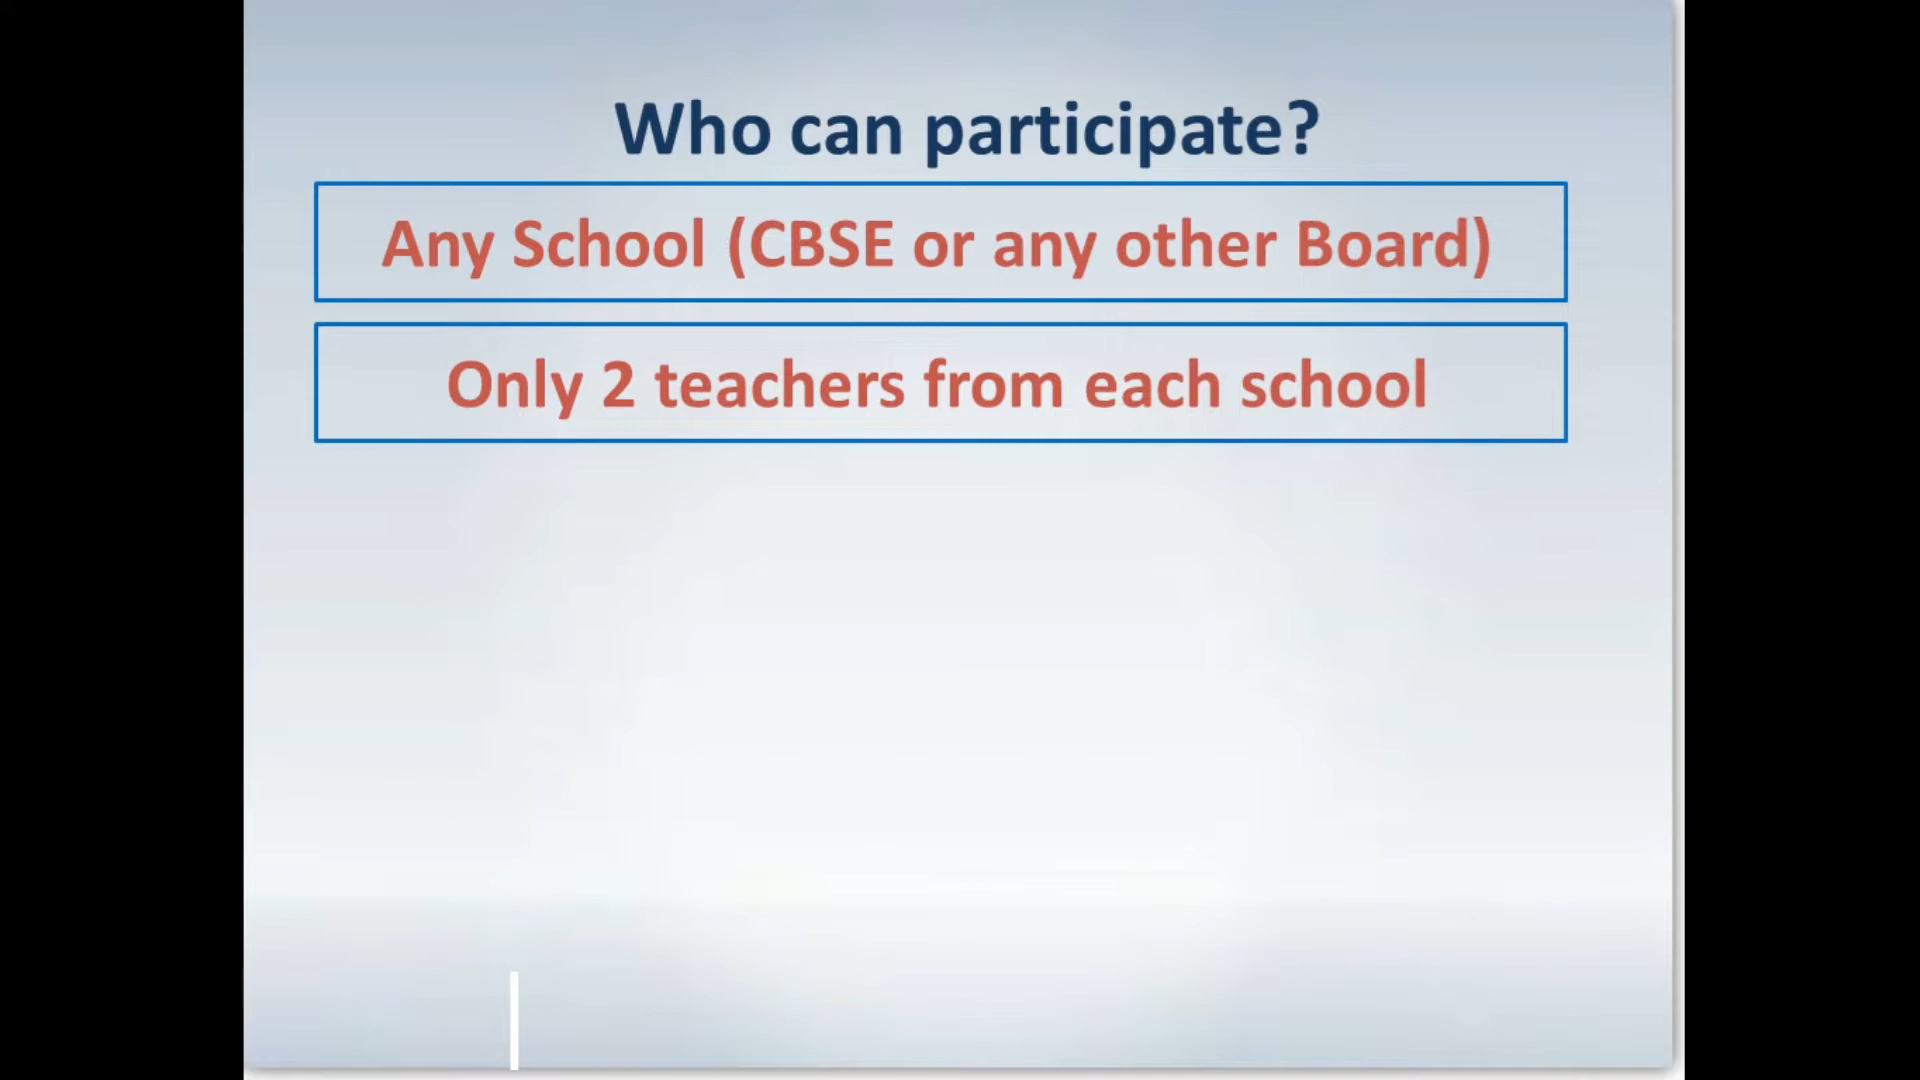 Who can participate?
Any School (CBSE or any other Board)
Only 2 teachers from each school